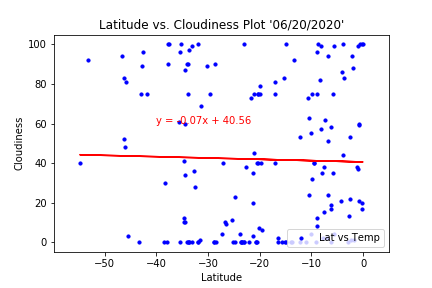 Latitude vs. Cloudiness Plot '06/20/2020'
100
80
60
40
20
0
Cloudiness
y = -0.07x + 40.56
Lat vs Temp
−50
−40
−30
−20
−10
0
Latitude